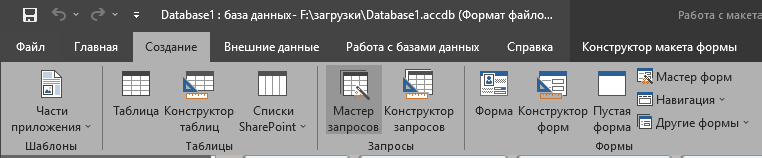 Database1 : база данных- F:\загрузки\Database1.accdb (Формат файло...
Работа с макета
Файл Главная Создание Внешние данные Работа с базами данных Справка Конструктор макета формы
Части приложения
Таблица
Конструктор таблиц
Списки SharePoint
Мастер запросов
Конструктор запросов
Форма
Конструктор форм
Пустая форма
Мастер форм
Навигация
Другие формы
Шаблоны Таблицы Запросы Формы